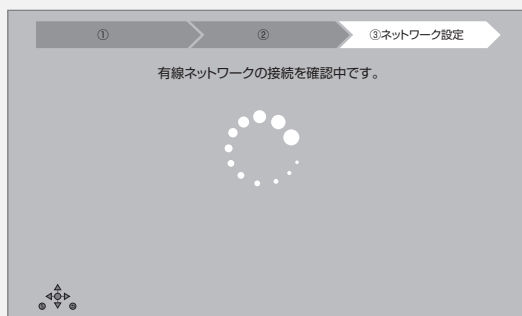 ①
②
③ネットワーク設定
有線ネットワークの接続を確認中です。